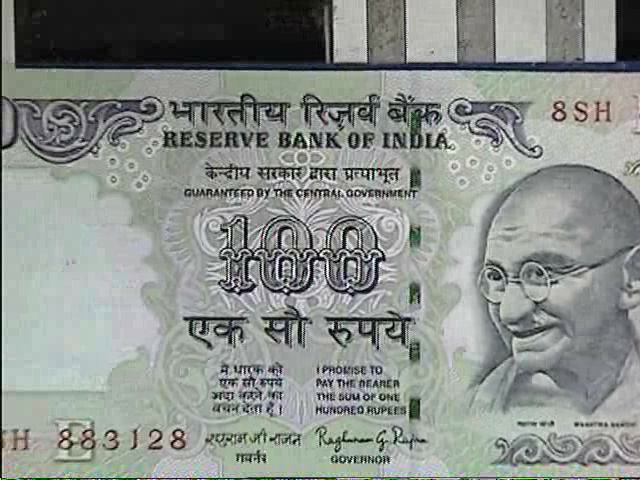 भारतीय रिज़र्व बैंक
8SH
RESERVE BANK OF INDIA
केन्द्रीय सरकार द्वारा प्रत्याभूत
GUARANTEED BY THE CENTRAL GOVERNMENT
100
एक सौ रुपये
मैं धारक को
एक सौ रुपये
अदा करने का
वचन देता हूँ ।
I PROMISE TO
PAY THE BEARER
THE SUM OF ONE
HUNDRED RUPEES
महात्मा गांधी MAHATMA GANDHI
H 883128
E
रघुराम जी राजन
गवर्नर
Raghuram G. Rajan
GOVERNOR